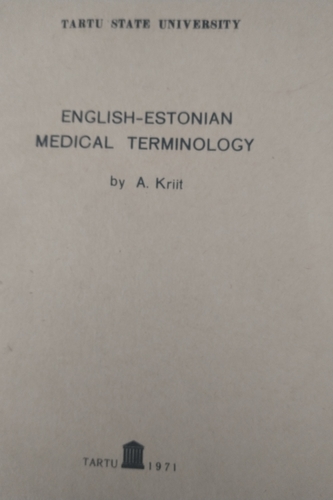 TARTU STATE UNIVERSITY
ENGLISH-ESTONIAN
MEDICAL TERMINOLOGY
by A. Kriit
TARTU 1971